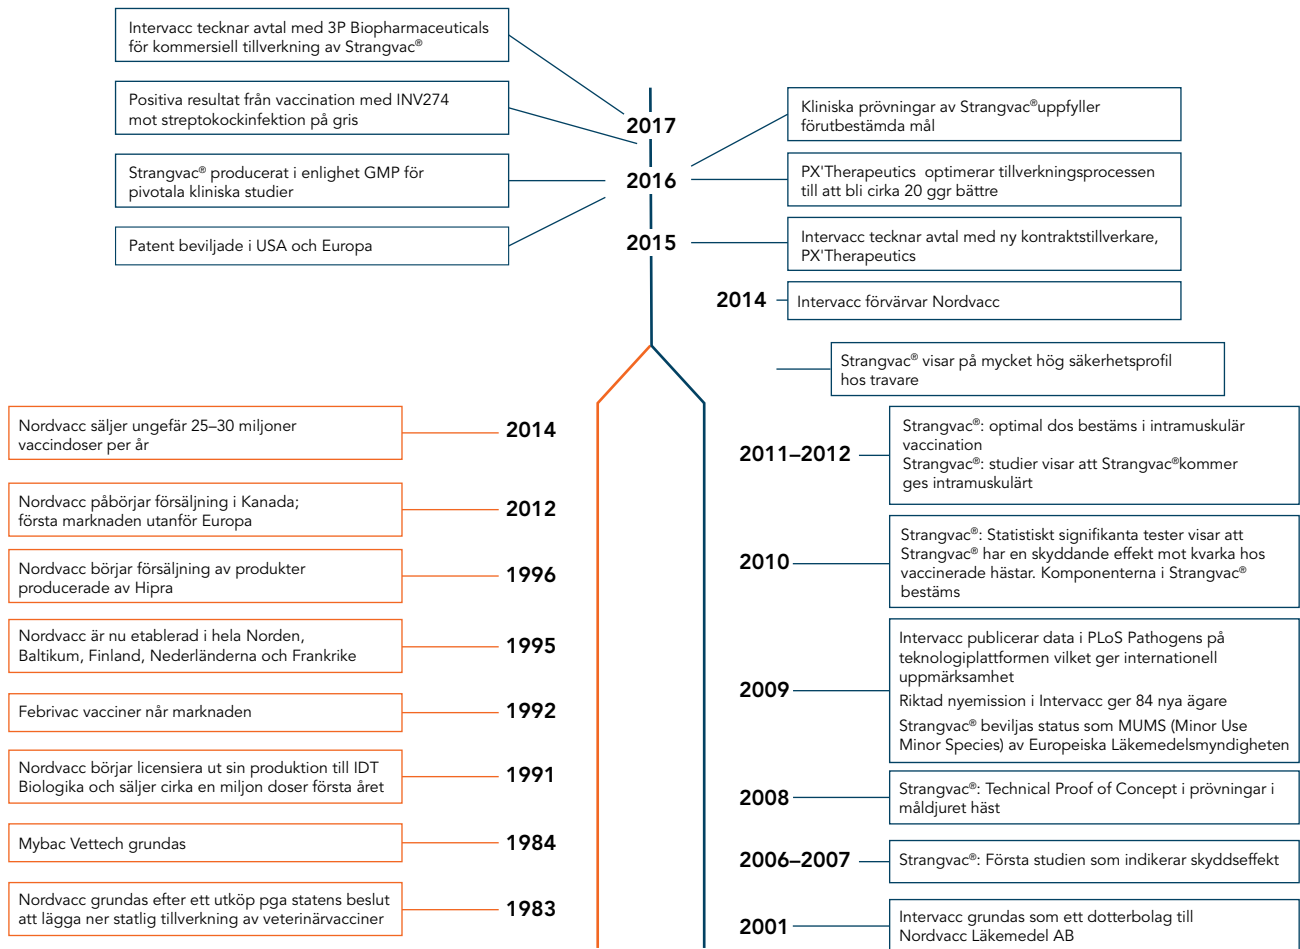 Intervacc tecknar avtal med 3P Biopharmaceuticals
för kommersiell tillverkning av Strangvac®
Positiva resultat från vaccination med INV274
mot streptokockinfektion på gris
Strangvac® producerat i enlighet GMP för
pivotala kliniska studier
Patent beviljade i USA och Europa
2017
2016
2015
Kliniska prövningar av Strangvac®uppfyller
förutbestämda mål
PX'Therapeutics optimerar tillverkningsprocessen
till att bli cirka 20 ggr bättre
Intervacc tecknar avtal med ny kontraktstillverkare,
PX'Therapeutics
2014
Intervacc förvärvar Nordvacc
Strangvac® visar på mycket hög säkerhetsprofil
hos travare
Nordvacc säljer ungefär 25–30 miljoner
vaccindoser per år
2014
Nordvacc påbörjar försäljning i Kanada;
första marknaden utanför Europa
2012
Nordvacc börjar försäljning av produkter
producerade av Hipra
1996
Nordvacc är nu etablerad i hela Norden,
Baltikum, Finland, Nederländerna och Frankrike
1995
Febrivac vacciner når marknaden
1992
Nordvacc börjar licensiera ut sin produktion till IDT
Biologika och säljer cirka en miljon doser första året
1991
Mybac Vettech grundas
1984
Nordvacc grundas efter ett utköp pga statens beslut
att lägga ner statlig tillverkning av veterinärvacciner
1983
2011–2012
Strangvac®: optimal dos bestäms i intramuskulär
vaccination
Strangvac®: studier visar att Strangvac®kommer
ges intramuskulärt
2010
Strangvac®: Statistiskt signifikanta tester visar att
Strangvac® har en skyddande effekt mot kvarka hos
vaccinerade hästar. Komponenterna i Strangvac®
bestäms
2009
Intervacc publicerar data i PLoS Pathogens på
teknologiplattformen vilket ger internationell
uppmärksamhet
Riktad nyemission i Intervacc ger 84 nya ägare
Strangvac® beviljas status som MUMS (Minor Use
Minor Species) av Europeiska Läkemedelsmyndigheten
2008
Strangvac®: Technical Proof of Concept i prövningar i
måldjuret häst
2006–2007
Strangvac®: Första studien som indikerar skyddseffekt
2001
Intervacc grundas som ett dotterbolag till
Nordvacc Läkemedel AB